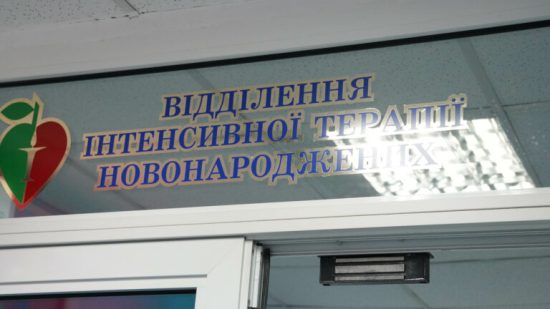 ВІДДІЛЕННЯ
ІНТЕНСИВНОЇ ТЕРАПІЇ
НОВОНАРОДЖЕНИХ